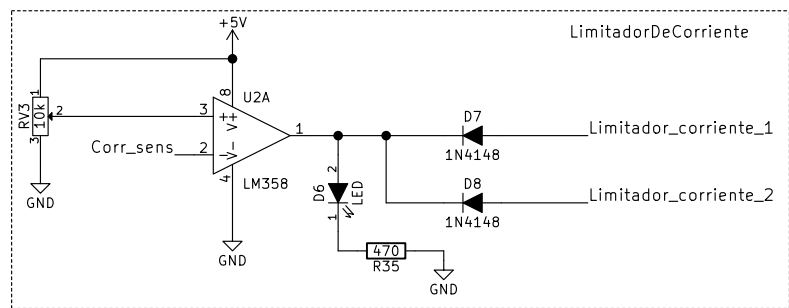 LimitadorDeCorriente
+5V
1
RV3
10k
2
3
GND
8
U2A
3
+
V+
1
Corr_sens
2
-
V-
4
LM358
GND
D7
1N4148
Limitador_corriente_1
D8
1N4148
Limitador_corriente_2
2
D6
LED
1
470
R35
GND